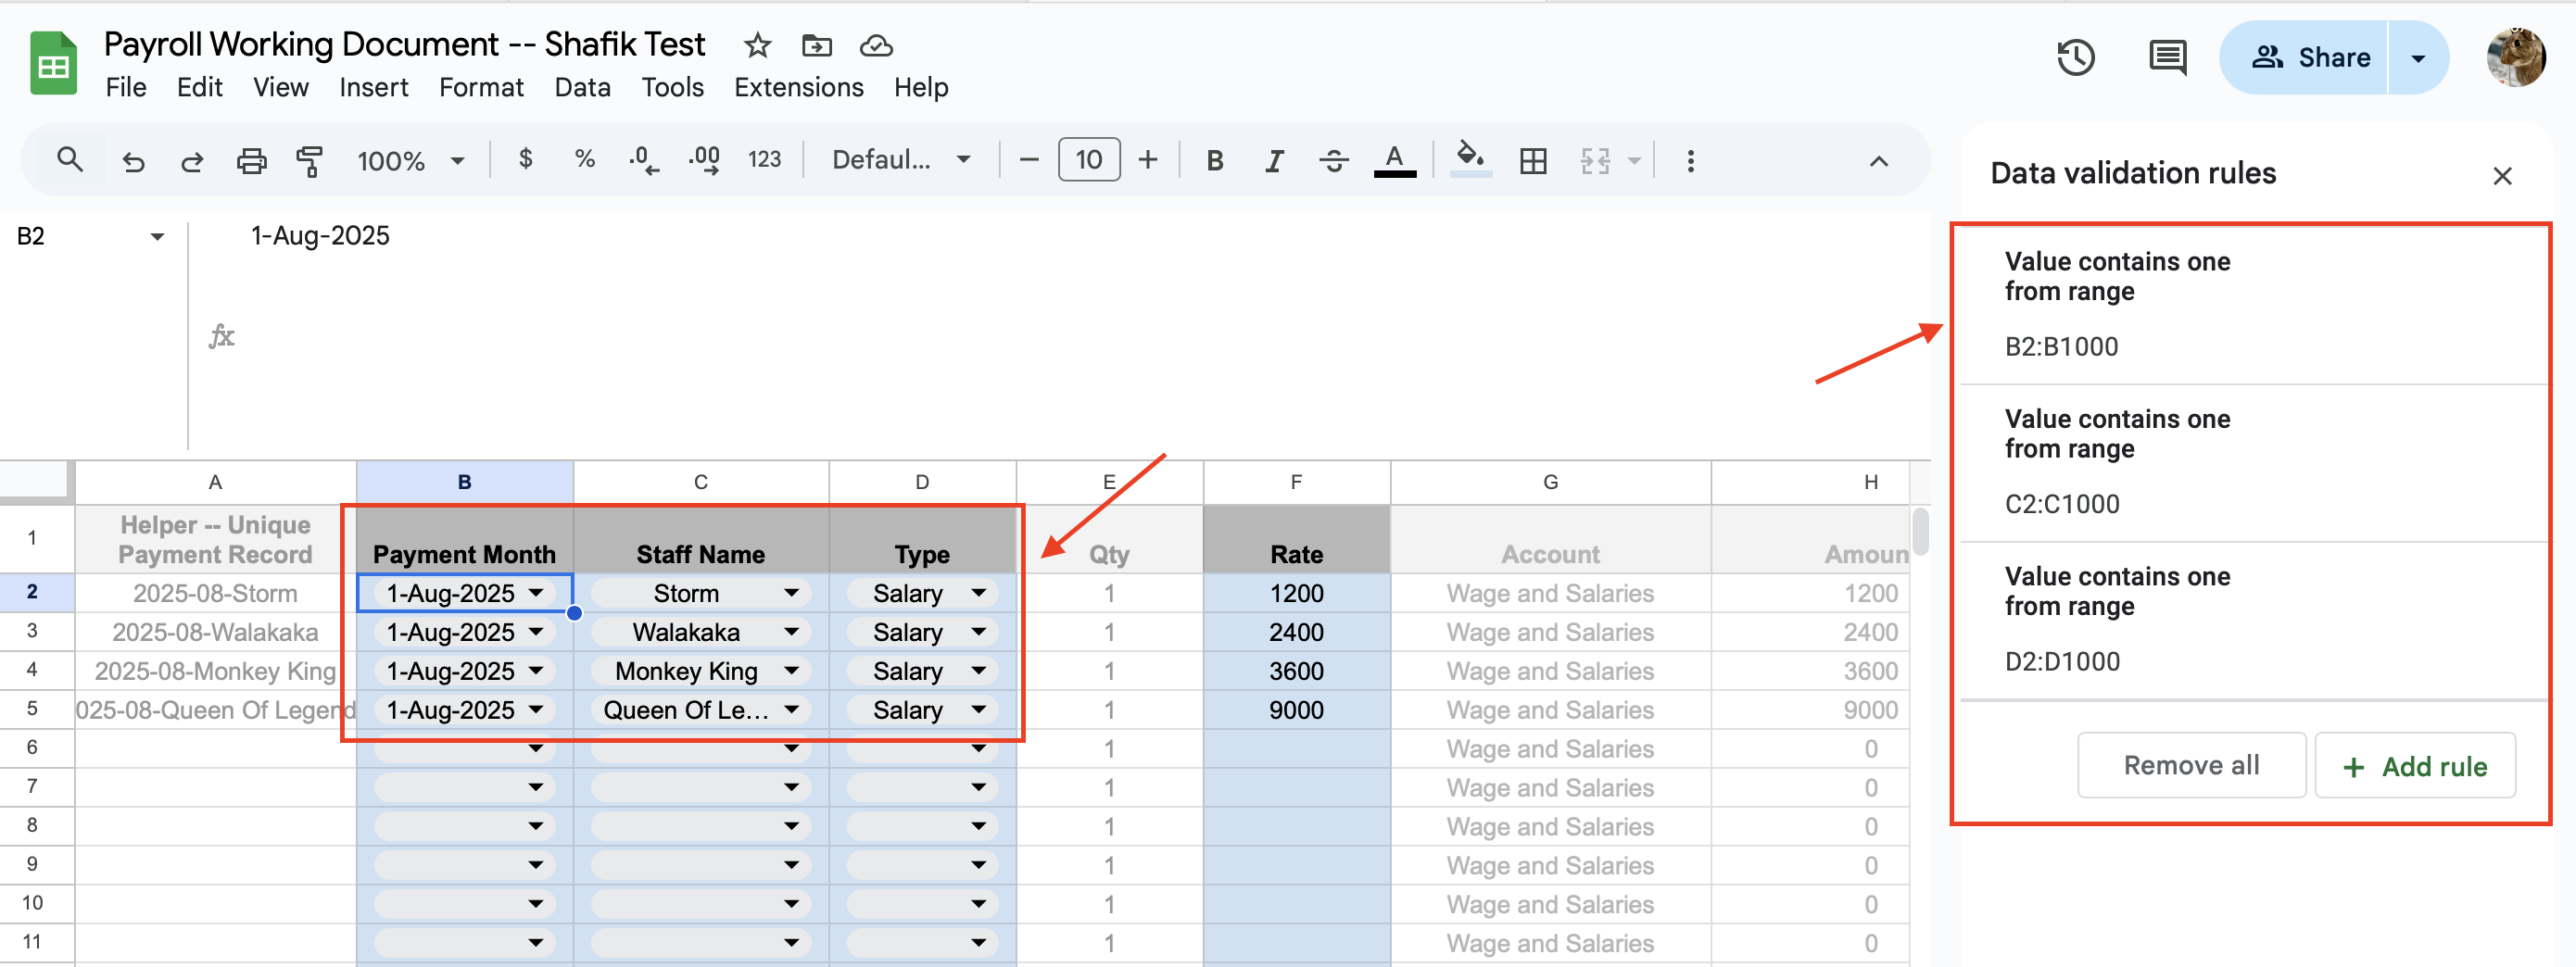 Payroll Working Document -- Shafik Test
File Edit View Insert Format Data Tools Extensions Help
Share
100% $ % .0 .00 123 Defaul... 10 B I S A
Data validation rules
B2 1-Aug-2025
fx
Value contains one
from range
B2:B1000
Value contains one
from range
C2:C1000
Value contains one
from range
D2:D1000
Remove all + Add rule
A B C D E F G H
1 Helper -- Unique
Payment Record Payment Month Staff Name Type Qty Rate Account Amoun
2 2025-08-Storm 1-Aug-2025 Storm Salary 1 1200 Wage and Salaries 1200
3 2025-08-Walakaka 1-Aug-2025 Walakaka Salary 1 2400 Wage and Salaries 2400
4 2025-08-Monkey King 1-Aug-2025 Monkey King Salary 1 3600 Wage and Salaries 3600
5 025-08-Queen Of Legend 1-Aug-2025 Queen Of Le... Salary 1 9000 Wage and Salaries 9000
6 1 Wage and Salaries 0
7 1 Wage and Salaries 0
8 1 Wage and Salaries 0
9 1 Wage and Salaries 0
10 1 Wage and Salaries 0
11 1 Wage and Salaries 0